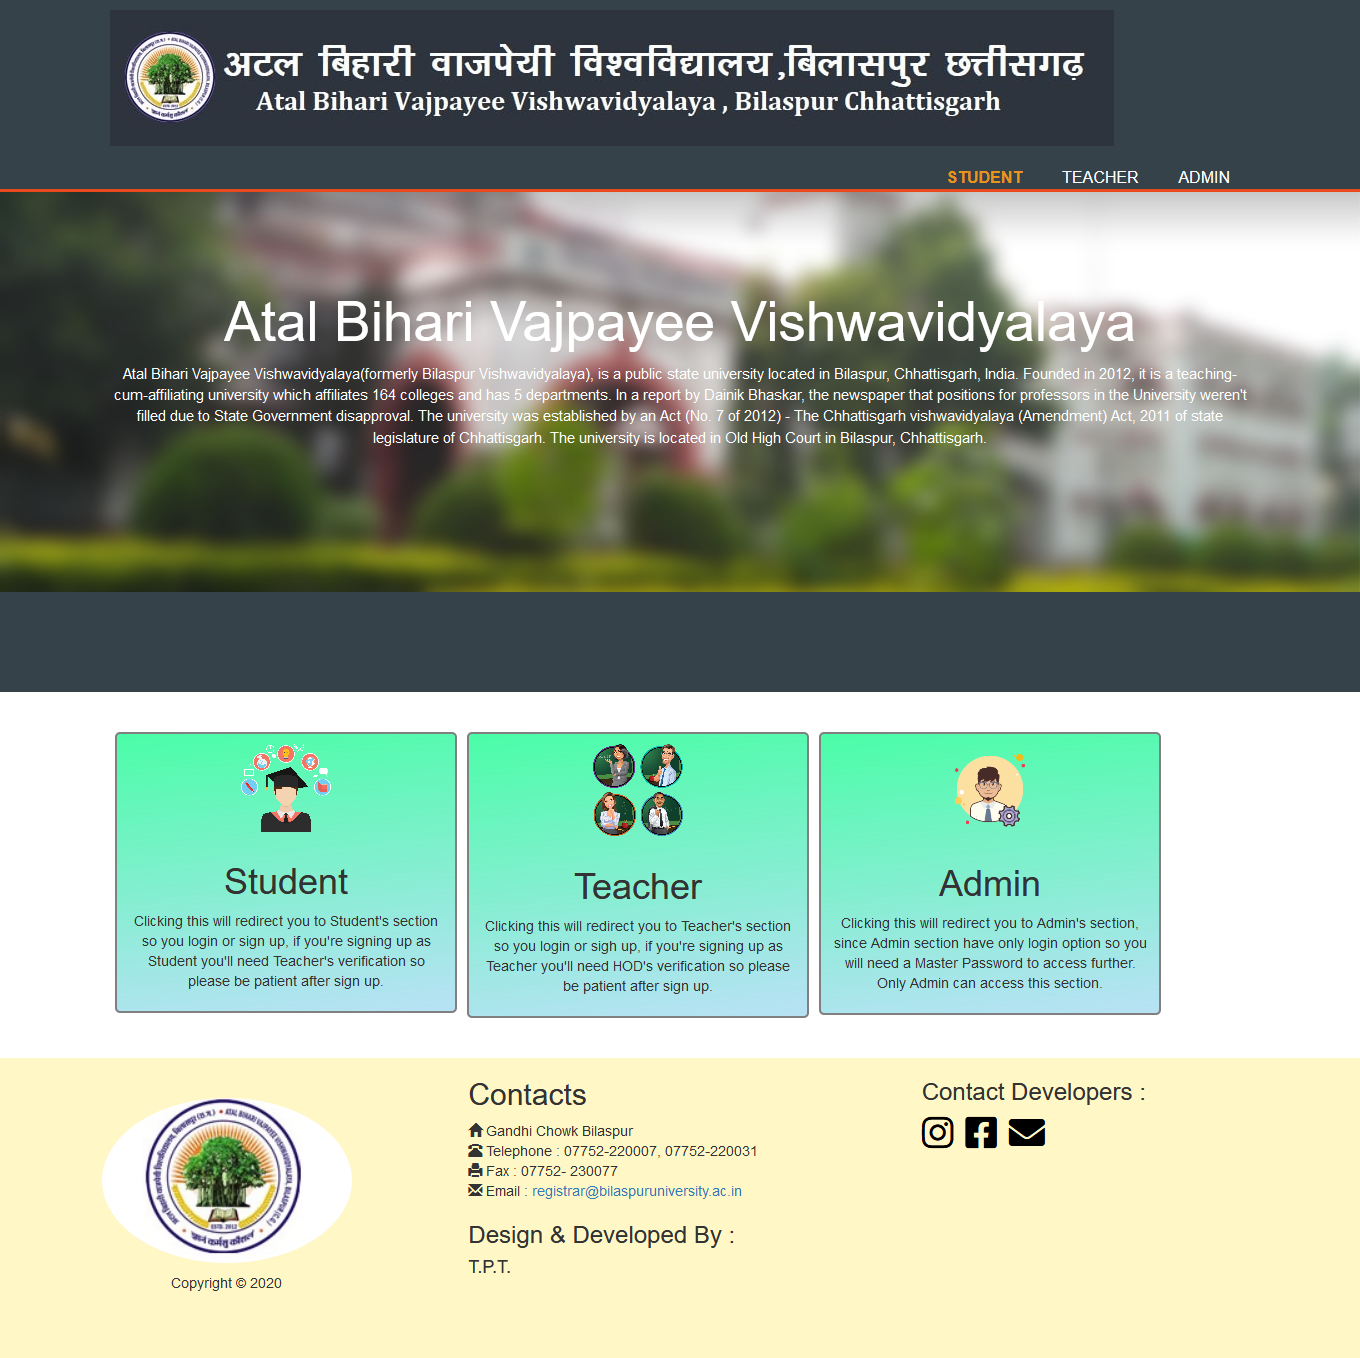 अटल बिहारी वाजपेयी विश्वविद्यालय,बिलासपुर छत्तीसगढ़
Atal Bihari Vajpayee Vishwavidyalaya , Bilaspur Chhattisgarh
STUDENT TEACHER ADMIN
Atal Bihari Vajpayee Vishwavidyalaya
Atal Bihari Vajpayee Vishwavidyalaya(formerly Bilaspur Vishwavidyalaya), is a public state university located in Bilaspur, Chhattisgarh, India. Founded in 2012, it is a teaching-
cum-affiliating university which affiliates 164 colleges and has 5 departments. In a report by Dainik Bhaskar, the newspaper that positions for professors in the University weren't
filled due to State Government disapproval. The university was established by an Act (No. 7 of 2012) - The Chhattisgarh vishwavidyalaya (Amendment) Act, 2011 of state
legislature of Chhattisgarh. The university is located in Old High Court in Bilaspur, Chhattisgarh.
Student
Clicking this will redirect you to Student's section
so you login or sign up, if you're signing up as
Student you'll need Teacher's verification so
please be patient after sign up.
Teacher
Clicking this will redirect you to Teacher's section
so you login or sigh up, if you're signing up as
Teacher you'll need HOD's verification so please
be patient after sign up.
Admin
Clicking this will redirect you to Admin's section,
since Admin section have only login option so you
will need a Master Password to access further.
Only Admin can access this section.
ESTD. 2012
Copyright © 2020
Contacts
Gandhi Chowk Bilaspur
Telephone : 07752-220007, 07752-220031
Fax : 07752- 230077
Email : registrar@bilaspuruniversity.ac.in
Design & Developed By :
T.P.T.
Contact Developers :